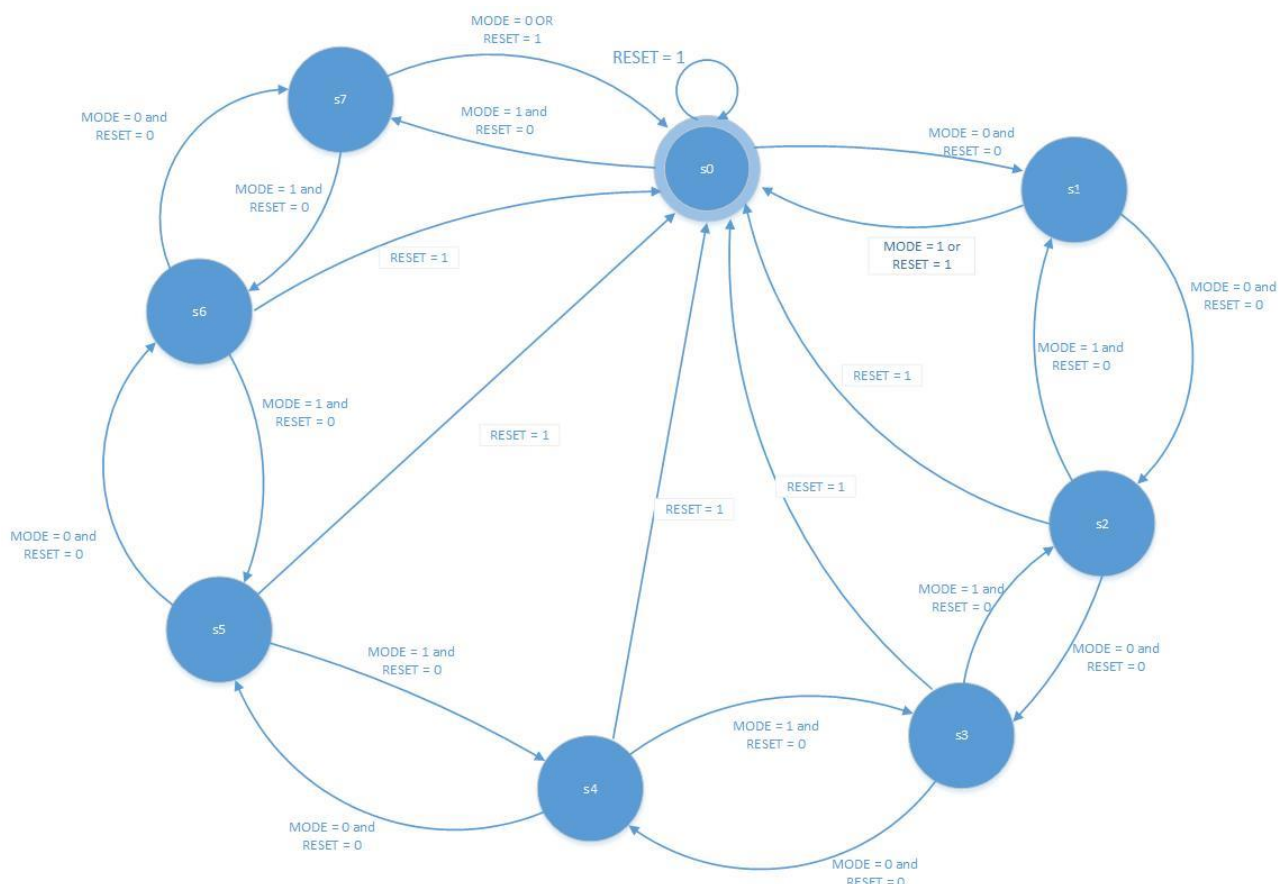 MODE = 0 OR
RESET = 1
RESET = 1
s7
MODE = 0 and
RESET = 0
MODE = 1 and
RESET = 0
MODE = 0 and
RESET = 0
s0
s1
MODE = 1 and
RESET = 0
MODE = 1 or
RESET = 1
RESET = 1
MODE = 0 and
RESET = 0
s6
MODE = 1 and
RESET = 0
RESET = 1
MODE = 1 and
RESET = 0
RESET = 1
RESET = 1
RESET = 1
s2
MODE = 0 and
RESET = 0
MODE = 1 and
RESET = 0
s5
MODE = 1 and
RESET = 0
MODE = 0 and
RESET = 0
MODE = 1 and
RESET = 0
s3
s4
MODE = 0 and
RESET = 0
MODE = 0 and
RESET = 0